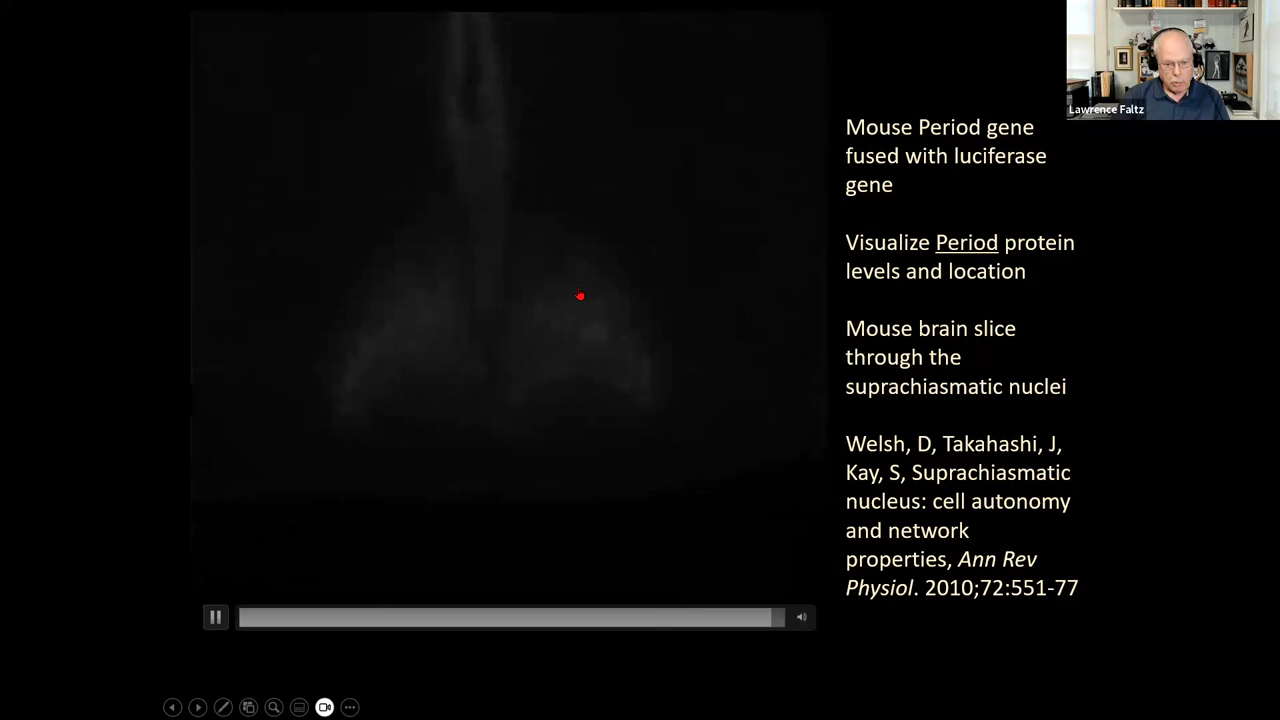 Lawrence Faltz
Mouse Period gene
fused with luciferase
gene
Visualize Period protein
levels and location
Mouse brain slice
through the
suprachiasmatic nuclei
Welsh, D, Takahashi, J,
Kay, S, Suprachiasmatic
nucleus: cell autonomy
and network
properties, Ann Rev
Physiol. 2010;72:551-77